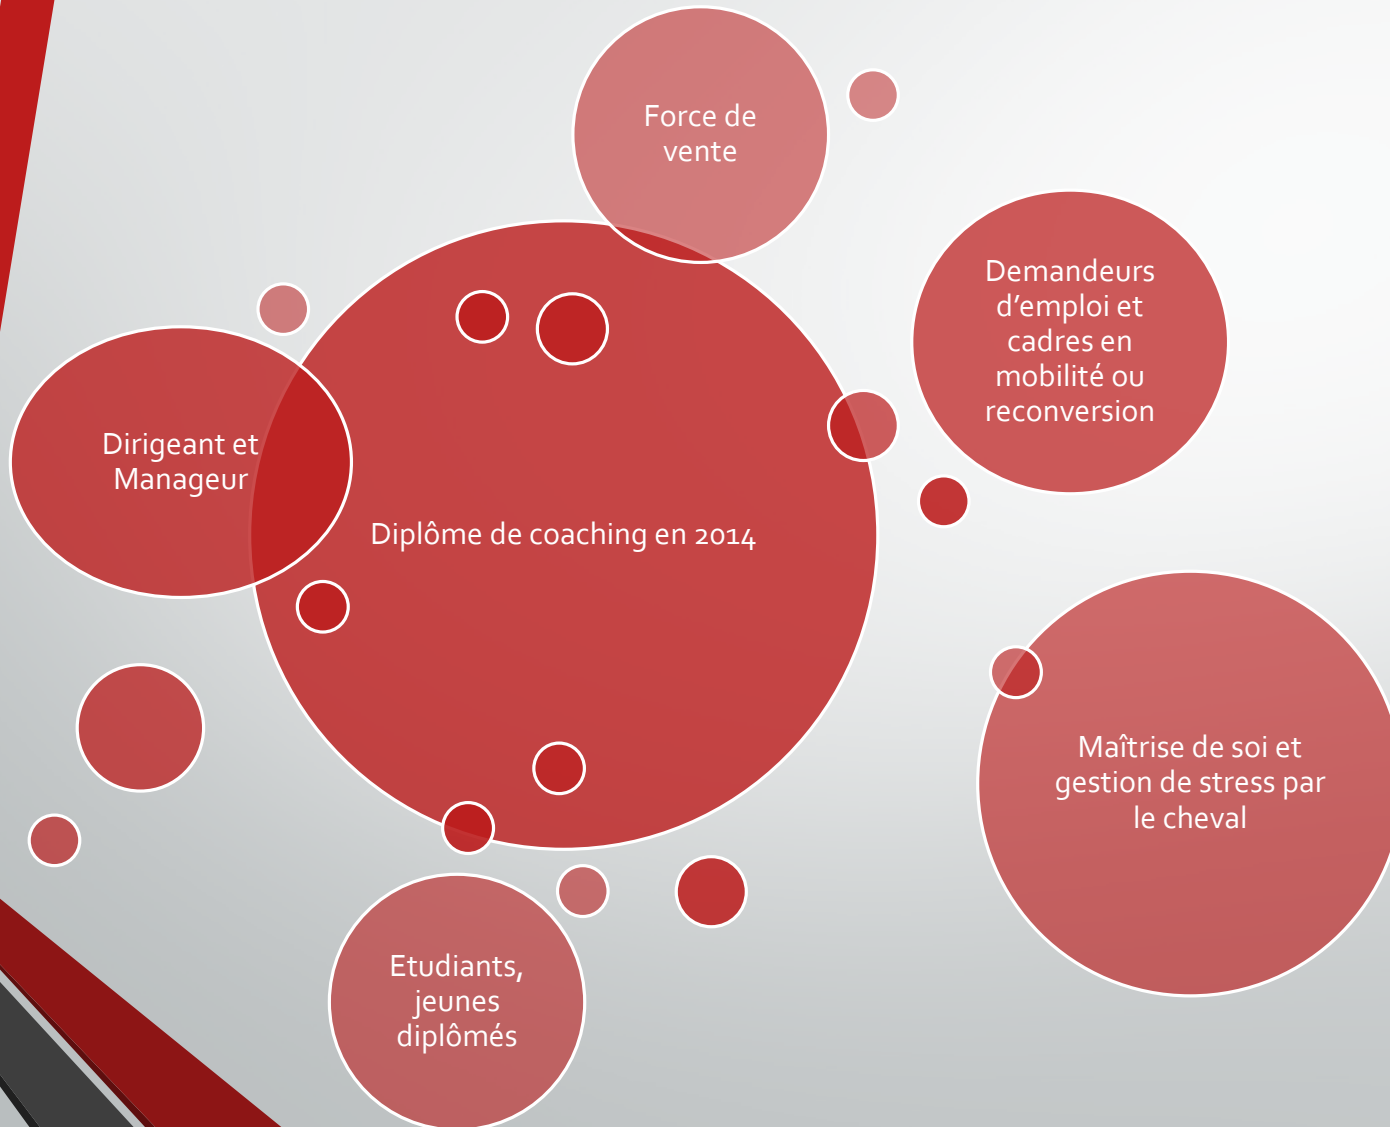 Force de
vente
Demandeurs
d’emploi et
cadres en
mobilité ou
reconversion
Dirigeant et
Manageur
Diplôme de coaching en 2014
Maîtrise de soi et
gestion de stress par
le cheval
Etudiants,
jeunes
diplômés